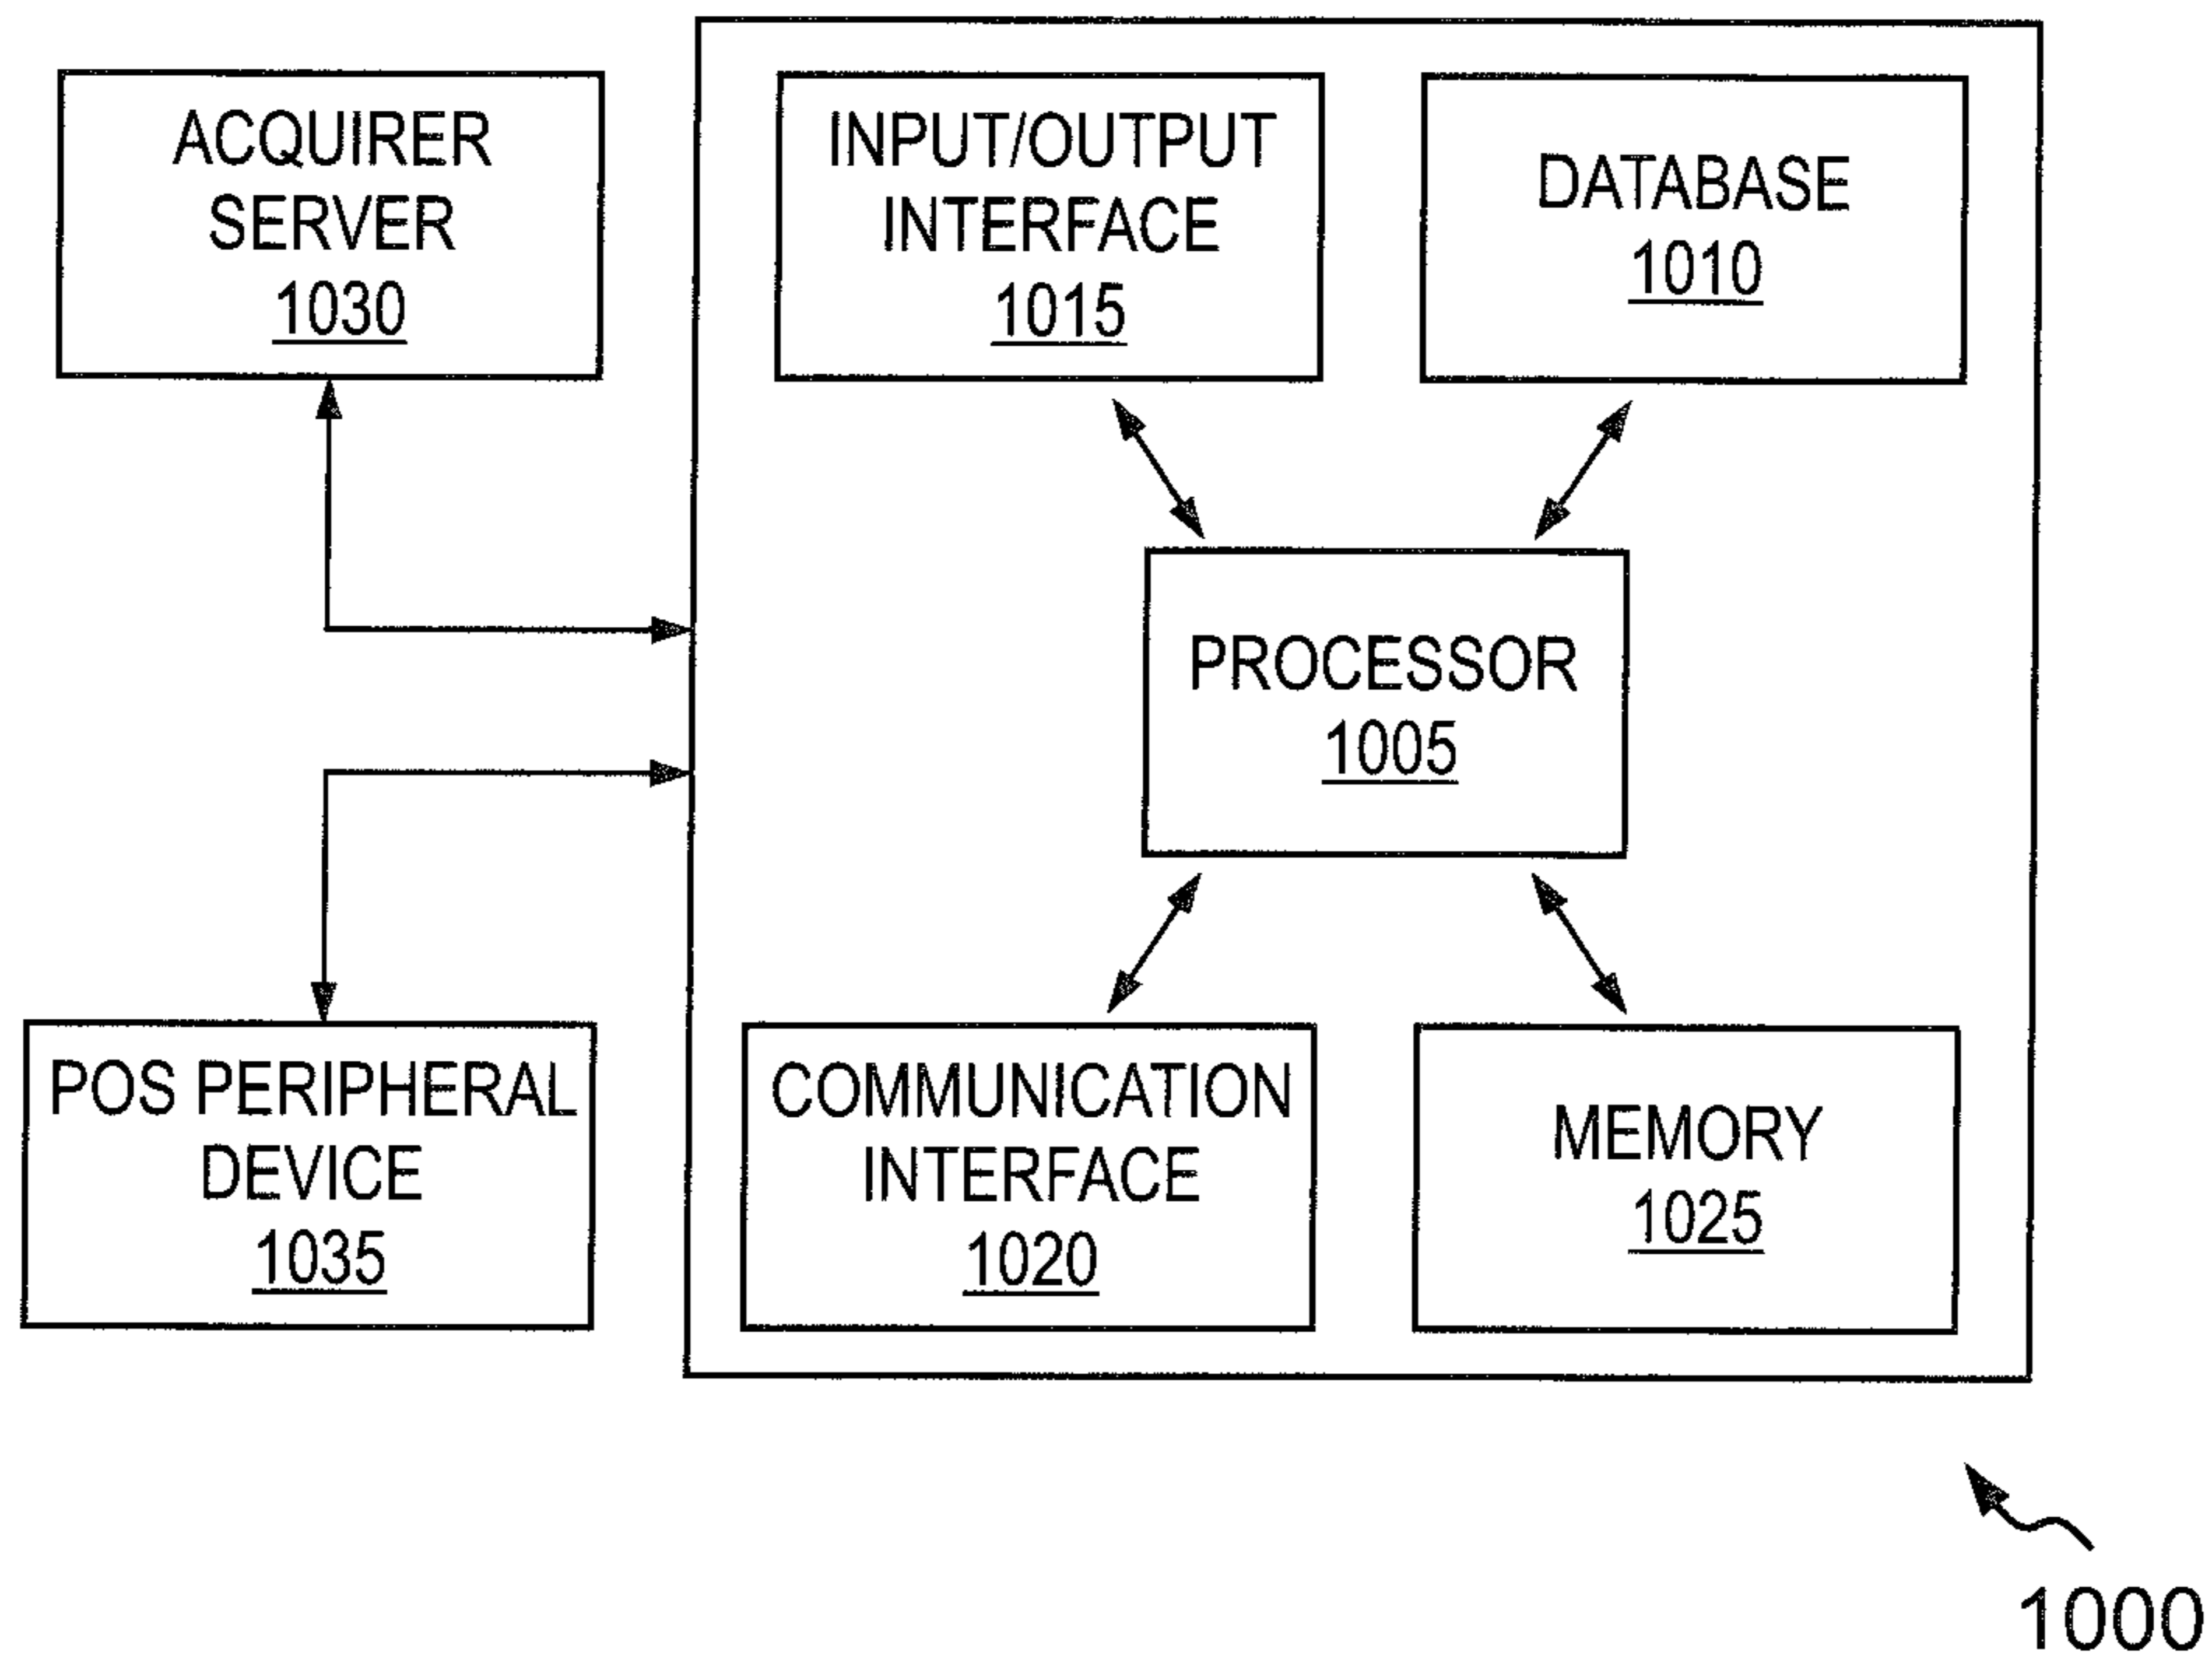 ACQUIRER
SERVER
1030
INPUT/OUTPUT
INTERFACE
1015
DATABASE
1010
PROCESSOR
1005
POS PERIPHERAL
DEVICE
1035
COMMUNICATION
INTERFACE
1020
MEMORY
1025
1000